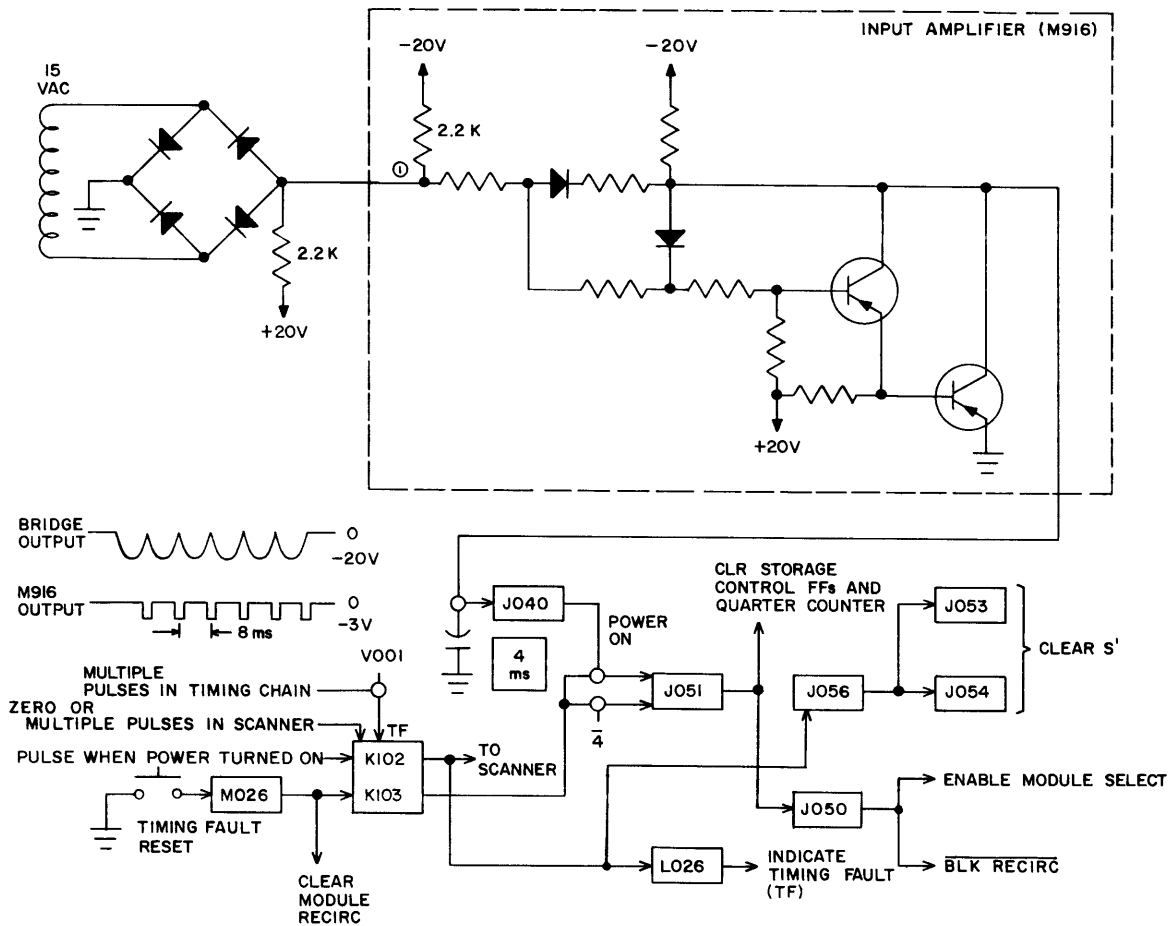 INPUT AMPLIFIER (M916)
-20V
-20V
15
VAC
2.2 K
1
2.2 K
+20V
+20V
BRIDGE
OUTPUT
0
-20V
M916
OUTPUT
0
-3V
8 ms
J040
4
ms
POWER
ON
CLR STORAGE
CONTROL FFs AND
QUARTER COUNTER
J053
J054
CLEAR S'
J051
J056
4̅
V001
MULTIPLE
PULSES IN TIMING CHAIN
ZERO OR
MULTIPLE PULSES IN SCANNER
TF
PULSE WHEN POWER TURNED ON
K102
K103
TO
SCANNER
M026
TIMING FAULT
RESET
CLEAR
MODULE
RECIRC
J050
ENABLE MODULE SELECT
BLK RECIRC
L026
INDICATE
TIMING FAULT
(TF)